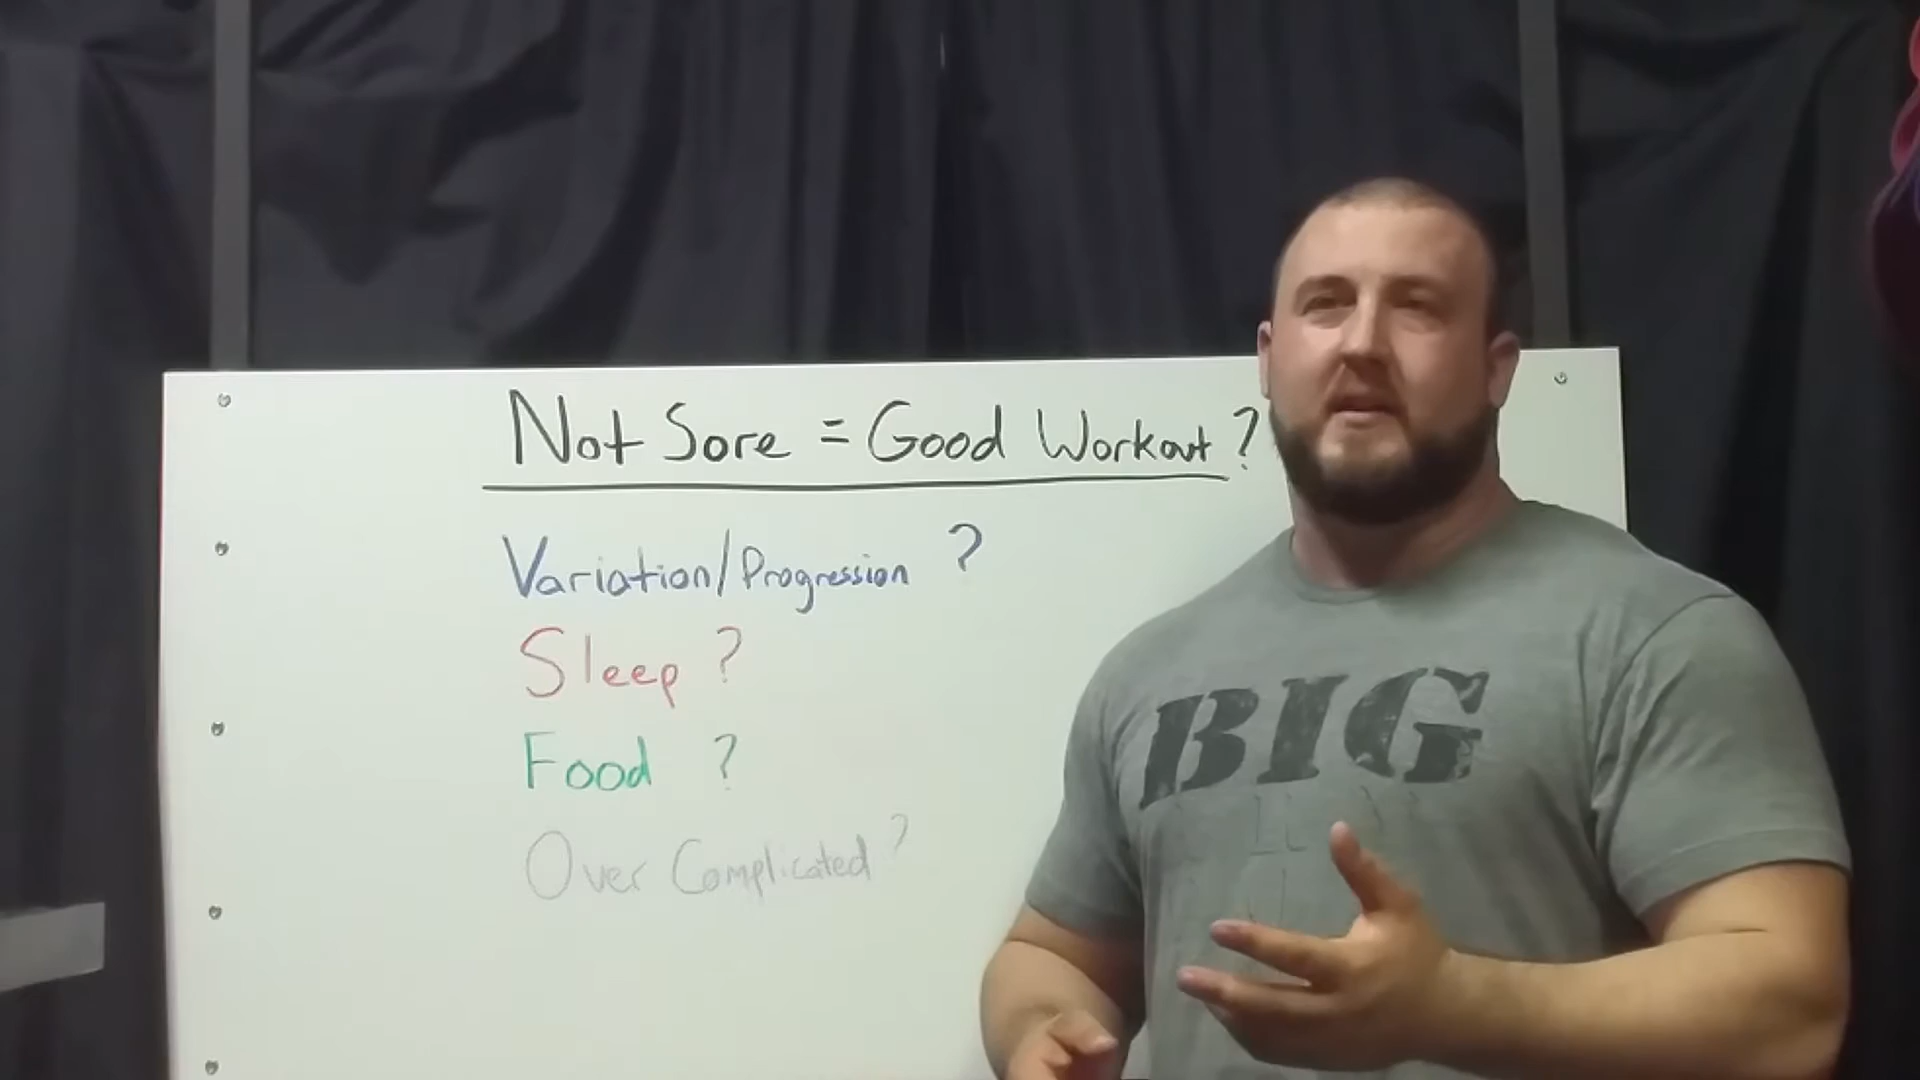 Not Sore = Good Workout ?
Variation/Progression ?
Sleep ?
Food ?
Over Complicated ?
BIG